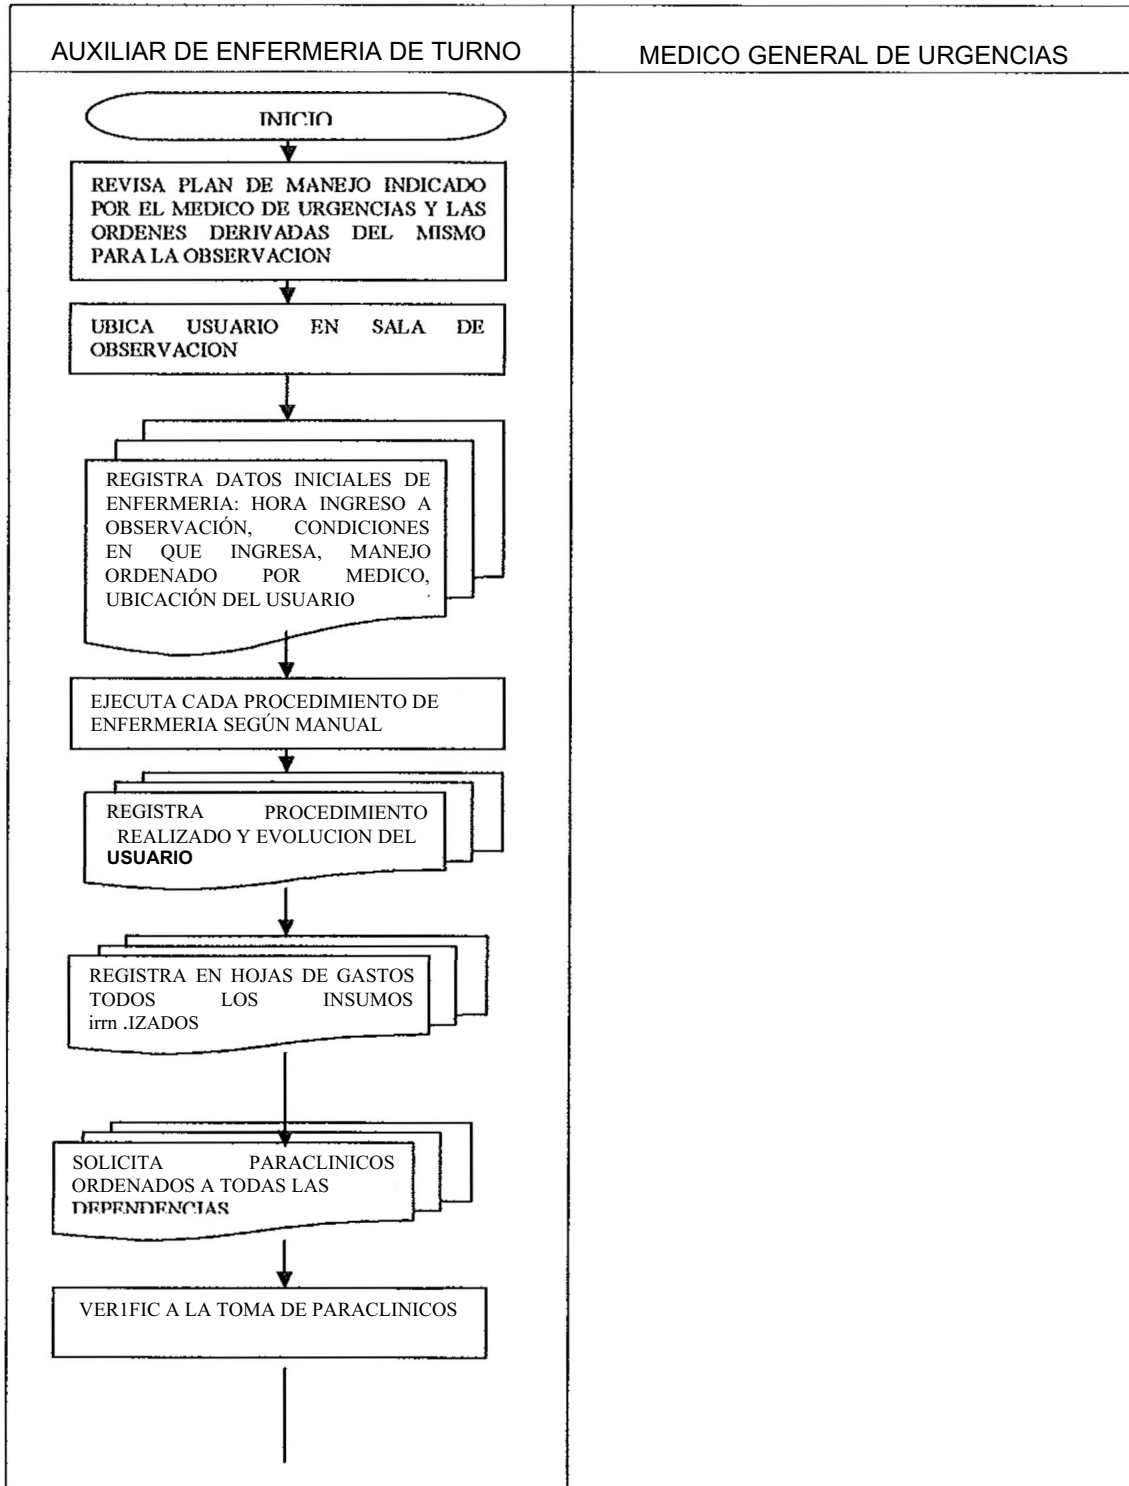 AUXILIAR DE ENFERMERIA DE TURNO
MEDICO GENERAL DE URGENCIAS
INICIO
REVISA PLAN DE MANEJO INDICADO
POR EL MEDICO DE URGENCIAS Y LAS
ORDENES DERIVADAS DEL MISMO
PARA LA OBSERVACION
UBICA USUARIO EN SALA DE
OBSERVACION
REGISTRA DATOS INICIALES DE
ENFERMERIA: HORA INGRESO A
OBSERVACIÓN, CONDICIONES
EN QUE INGRESA, MANEJO
ORDENADO POR MEDICO,
UBICACIÓN DEL USUARIO
EJECUTA CADA PROCEDIMIENTO DE
ENFERMERIA SEGÚN MANUAL
REGISTRA PROCEDIMIENTO
REALIZADO Y EVOLUCION DEL
USUARIO
REGISTRA EN HOJAS DE GASTOS
TODOS LOS INSUMOS
irrn .IZADOS
SOLICITA PARACLINICOS
ORDENADOS A TODAS LAS
DEPENDENCIAS
VER1FIC A LA TOMA DE PARACLINICOS